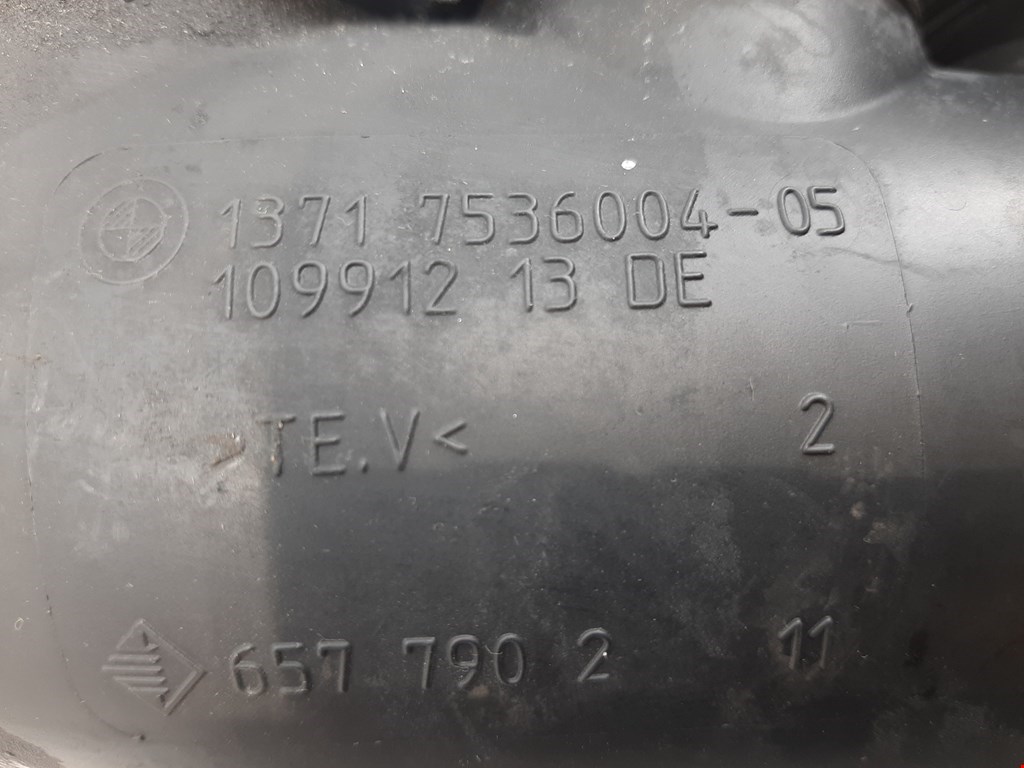 1371 7536004-05
109912 13 DE
TE.V< 2
657 790 2 11